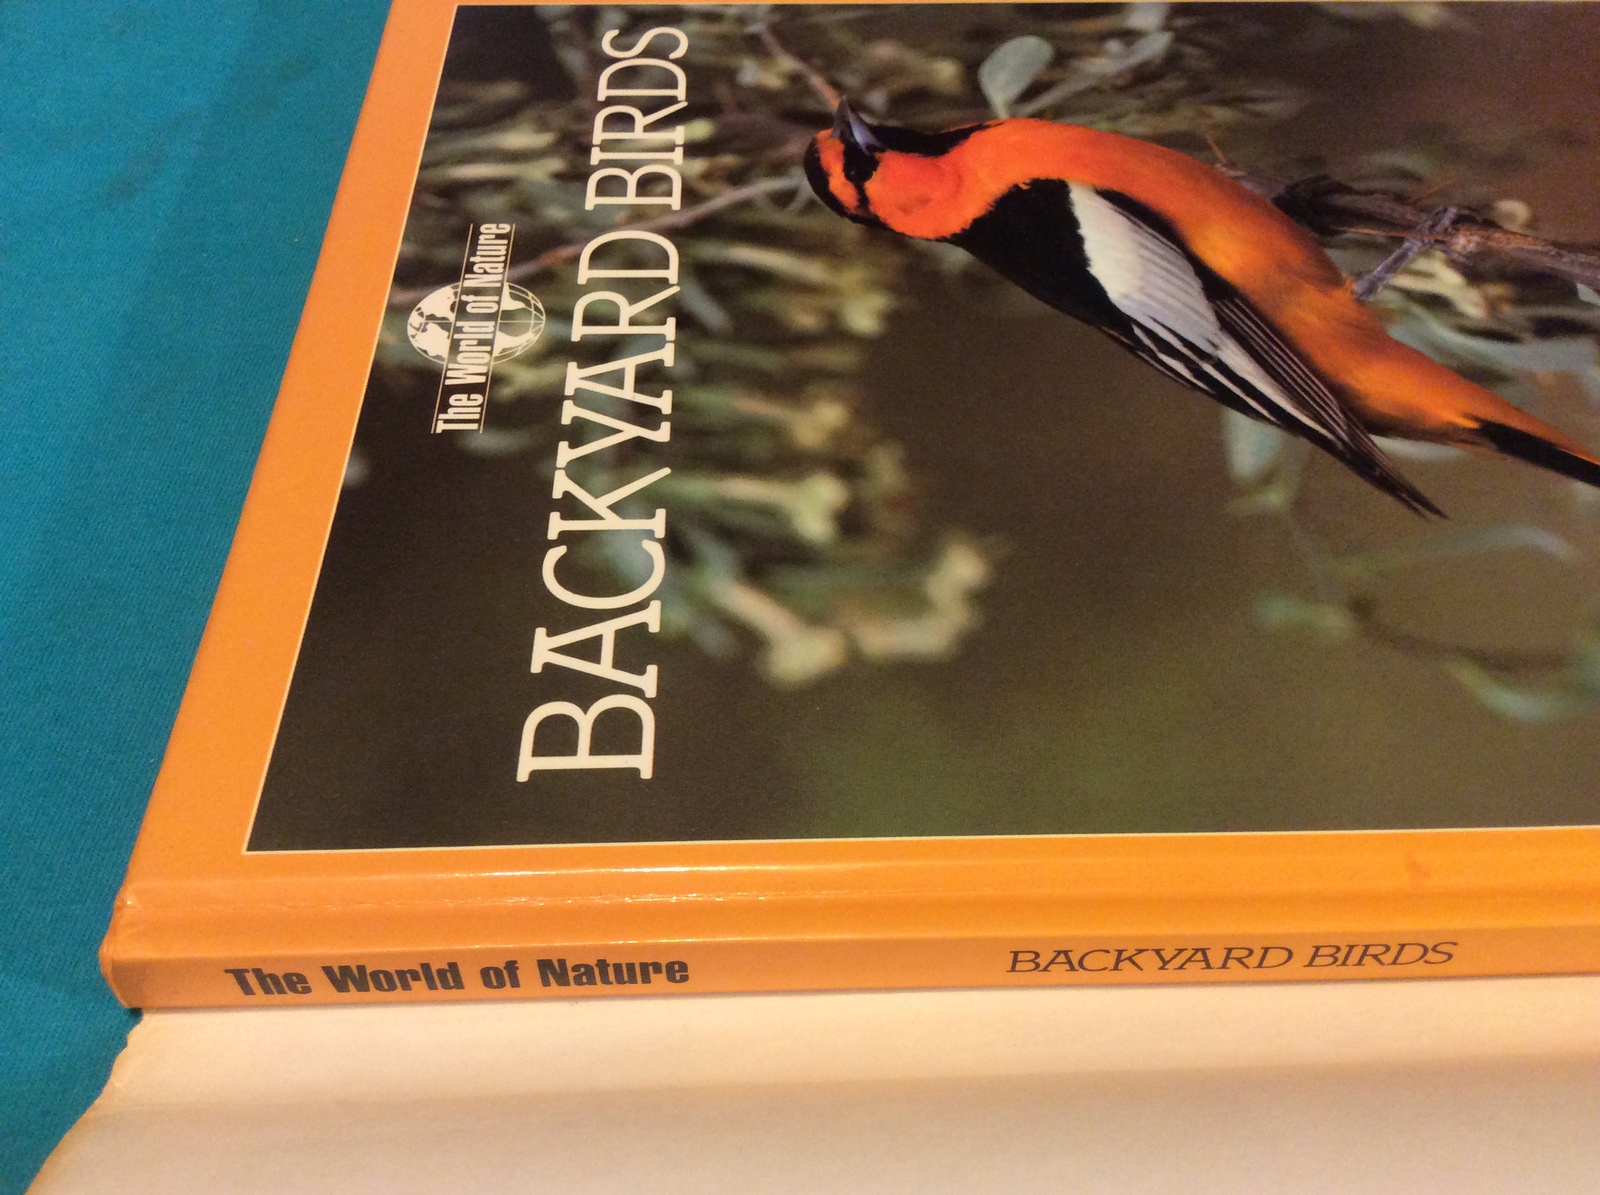 The World of Nature
BACKYARD BIRDS
The World of Nature BACKYARD BIRDS